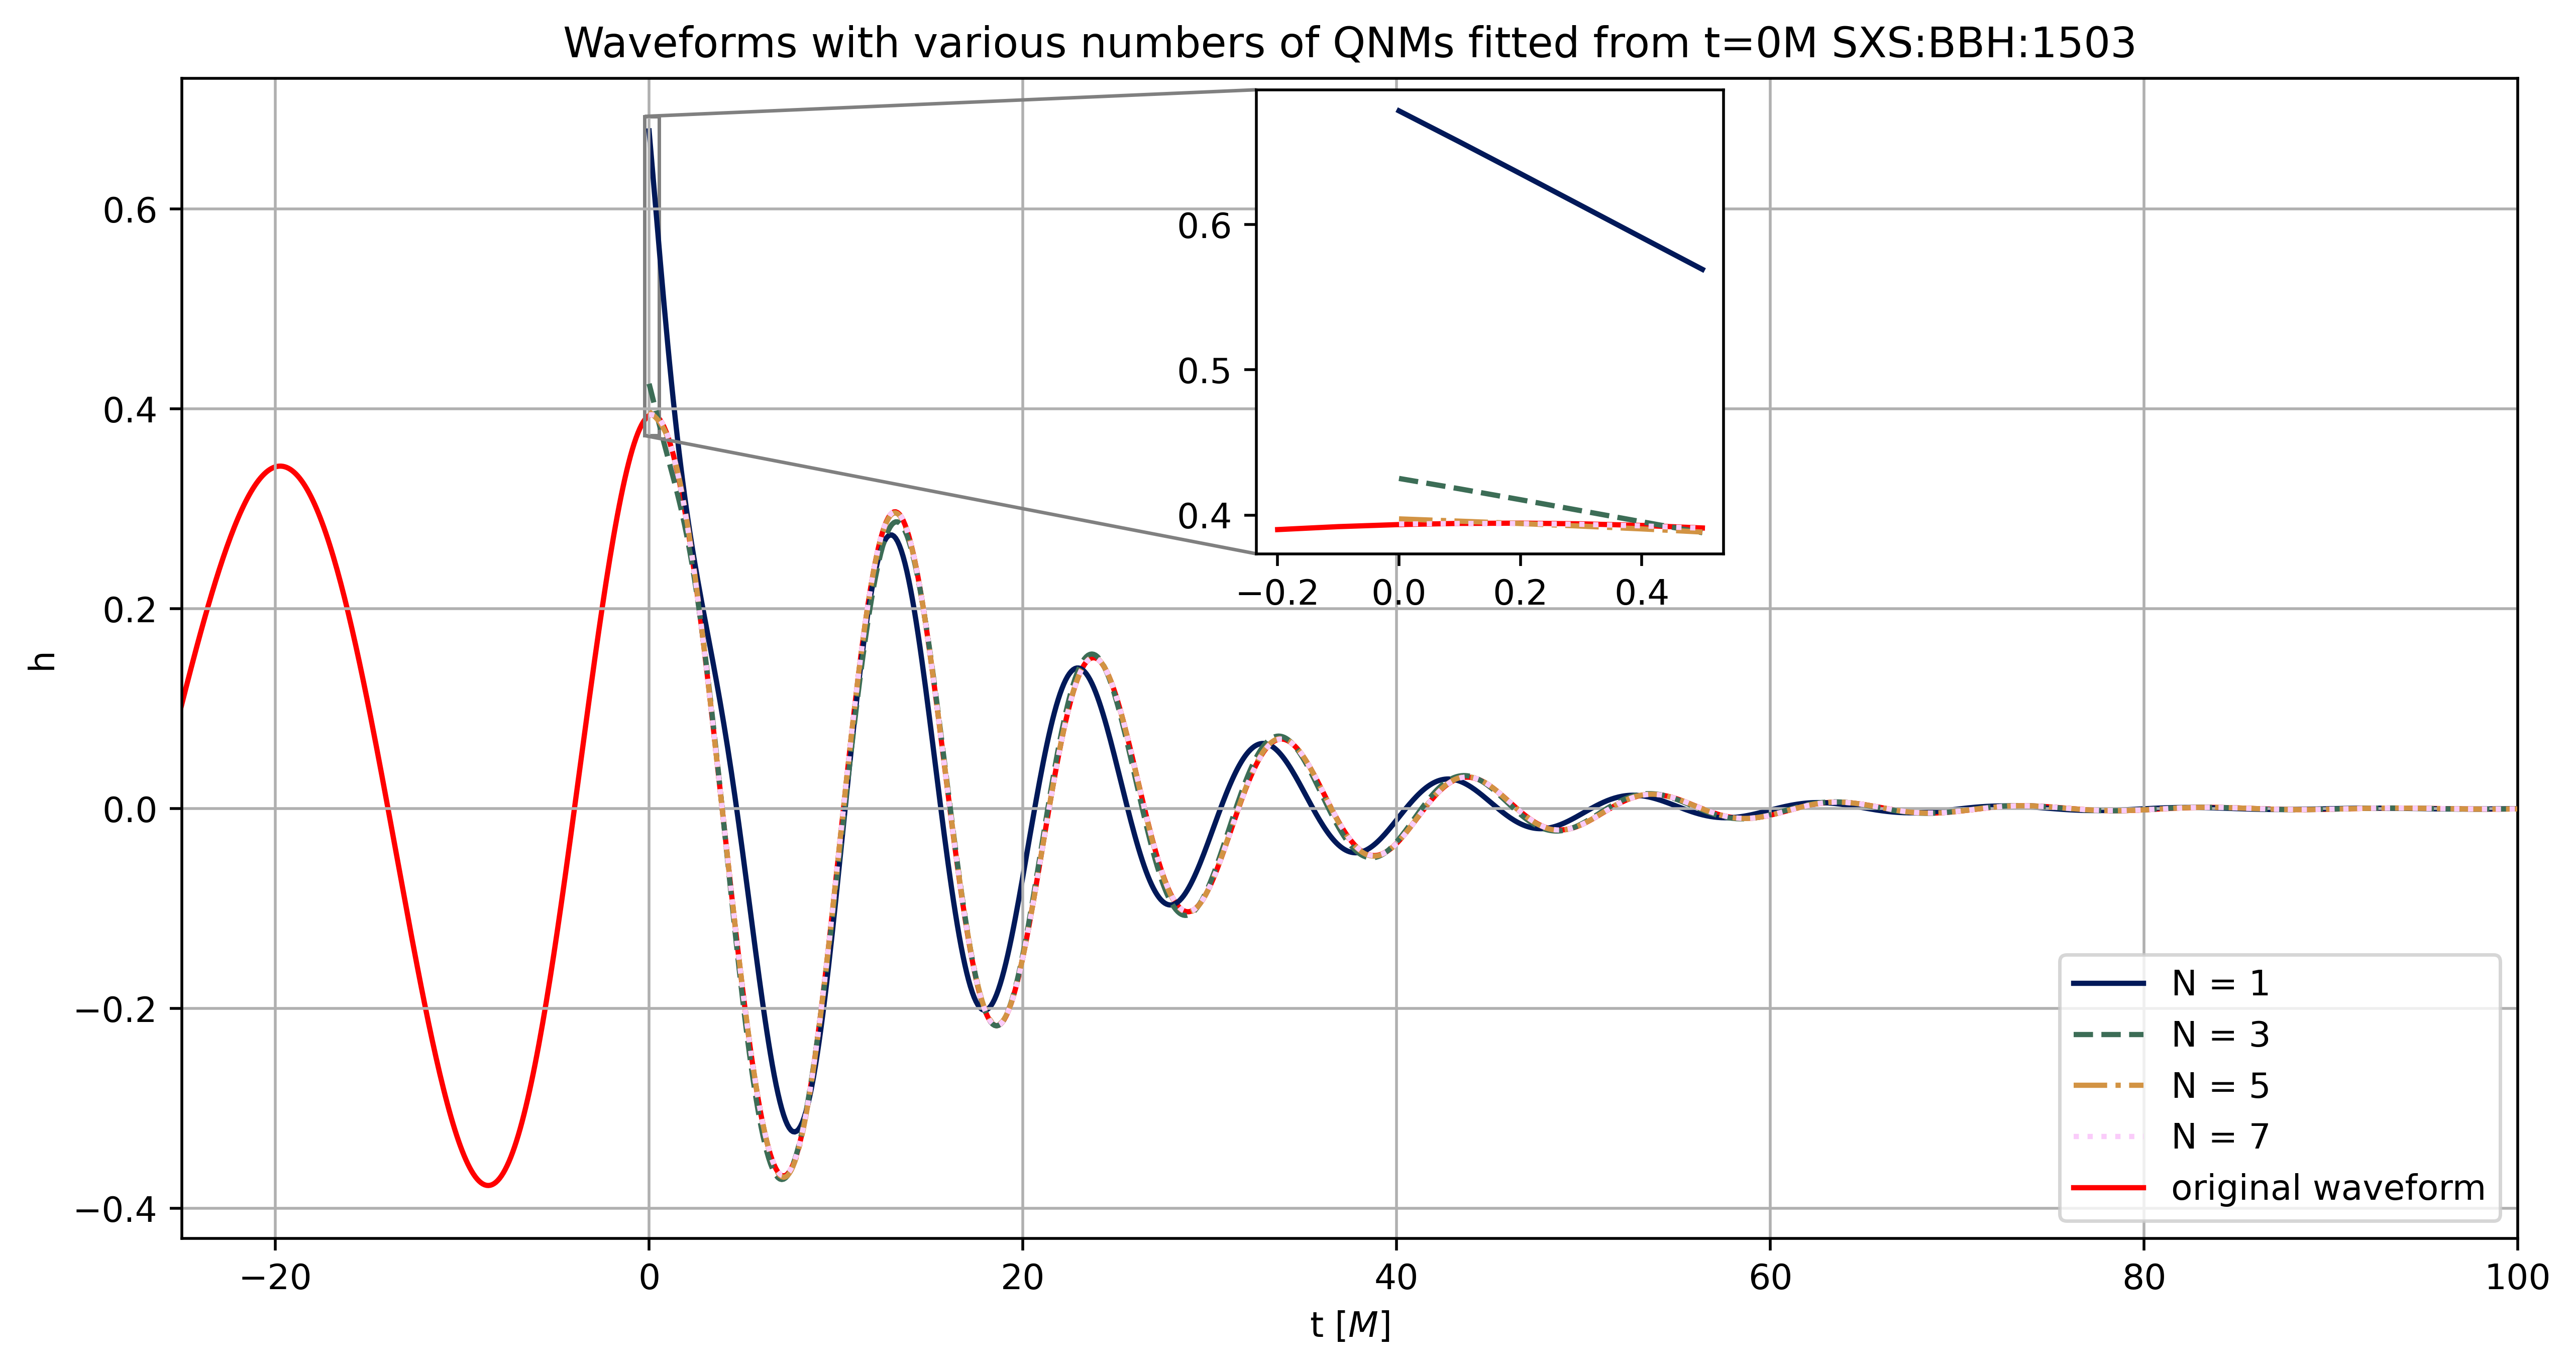 Waveforms with various numbers of QNMs fitted from t=0M SXS:BBH:1503
h
0.6
0.4
0.2
0.0
−0.2
−0.4
0.6
0.5
0.4
−0.2 0.0 0.2 0.4
N = 1
N = 3
N = 5
N = 7
original waveform
−20 0 20 40 60 80 100
t [M]